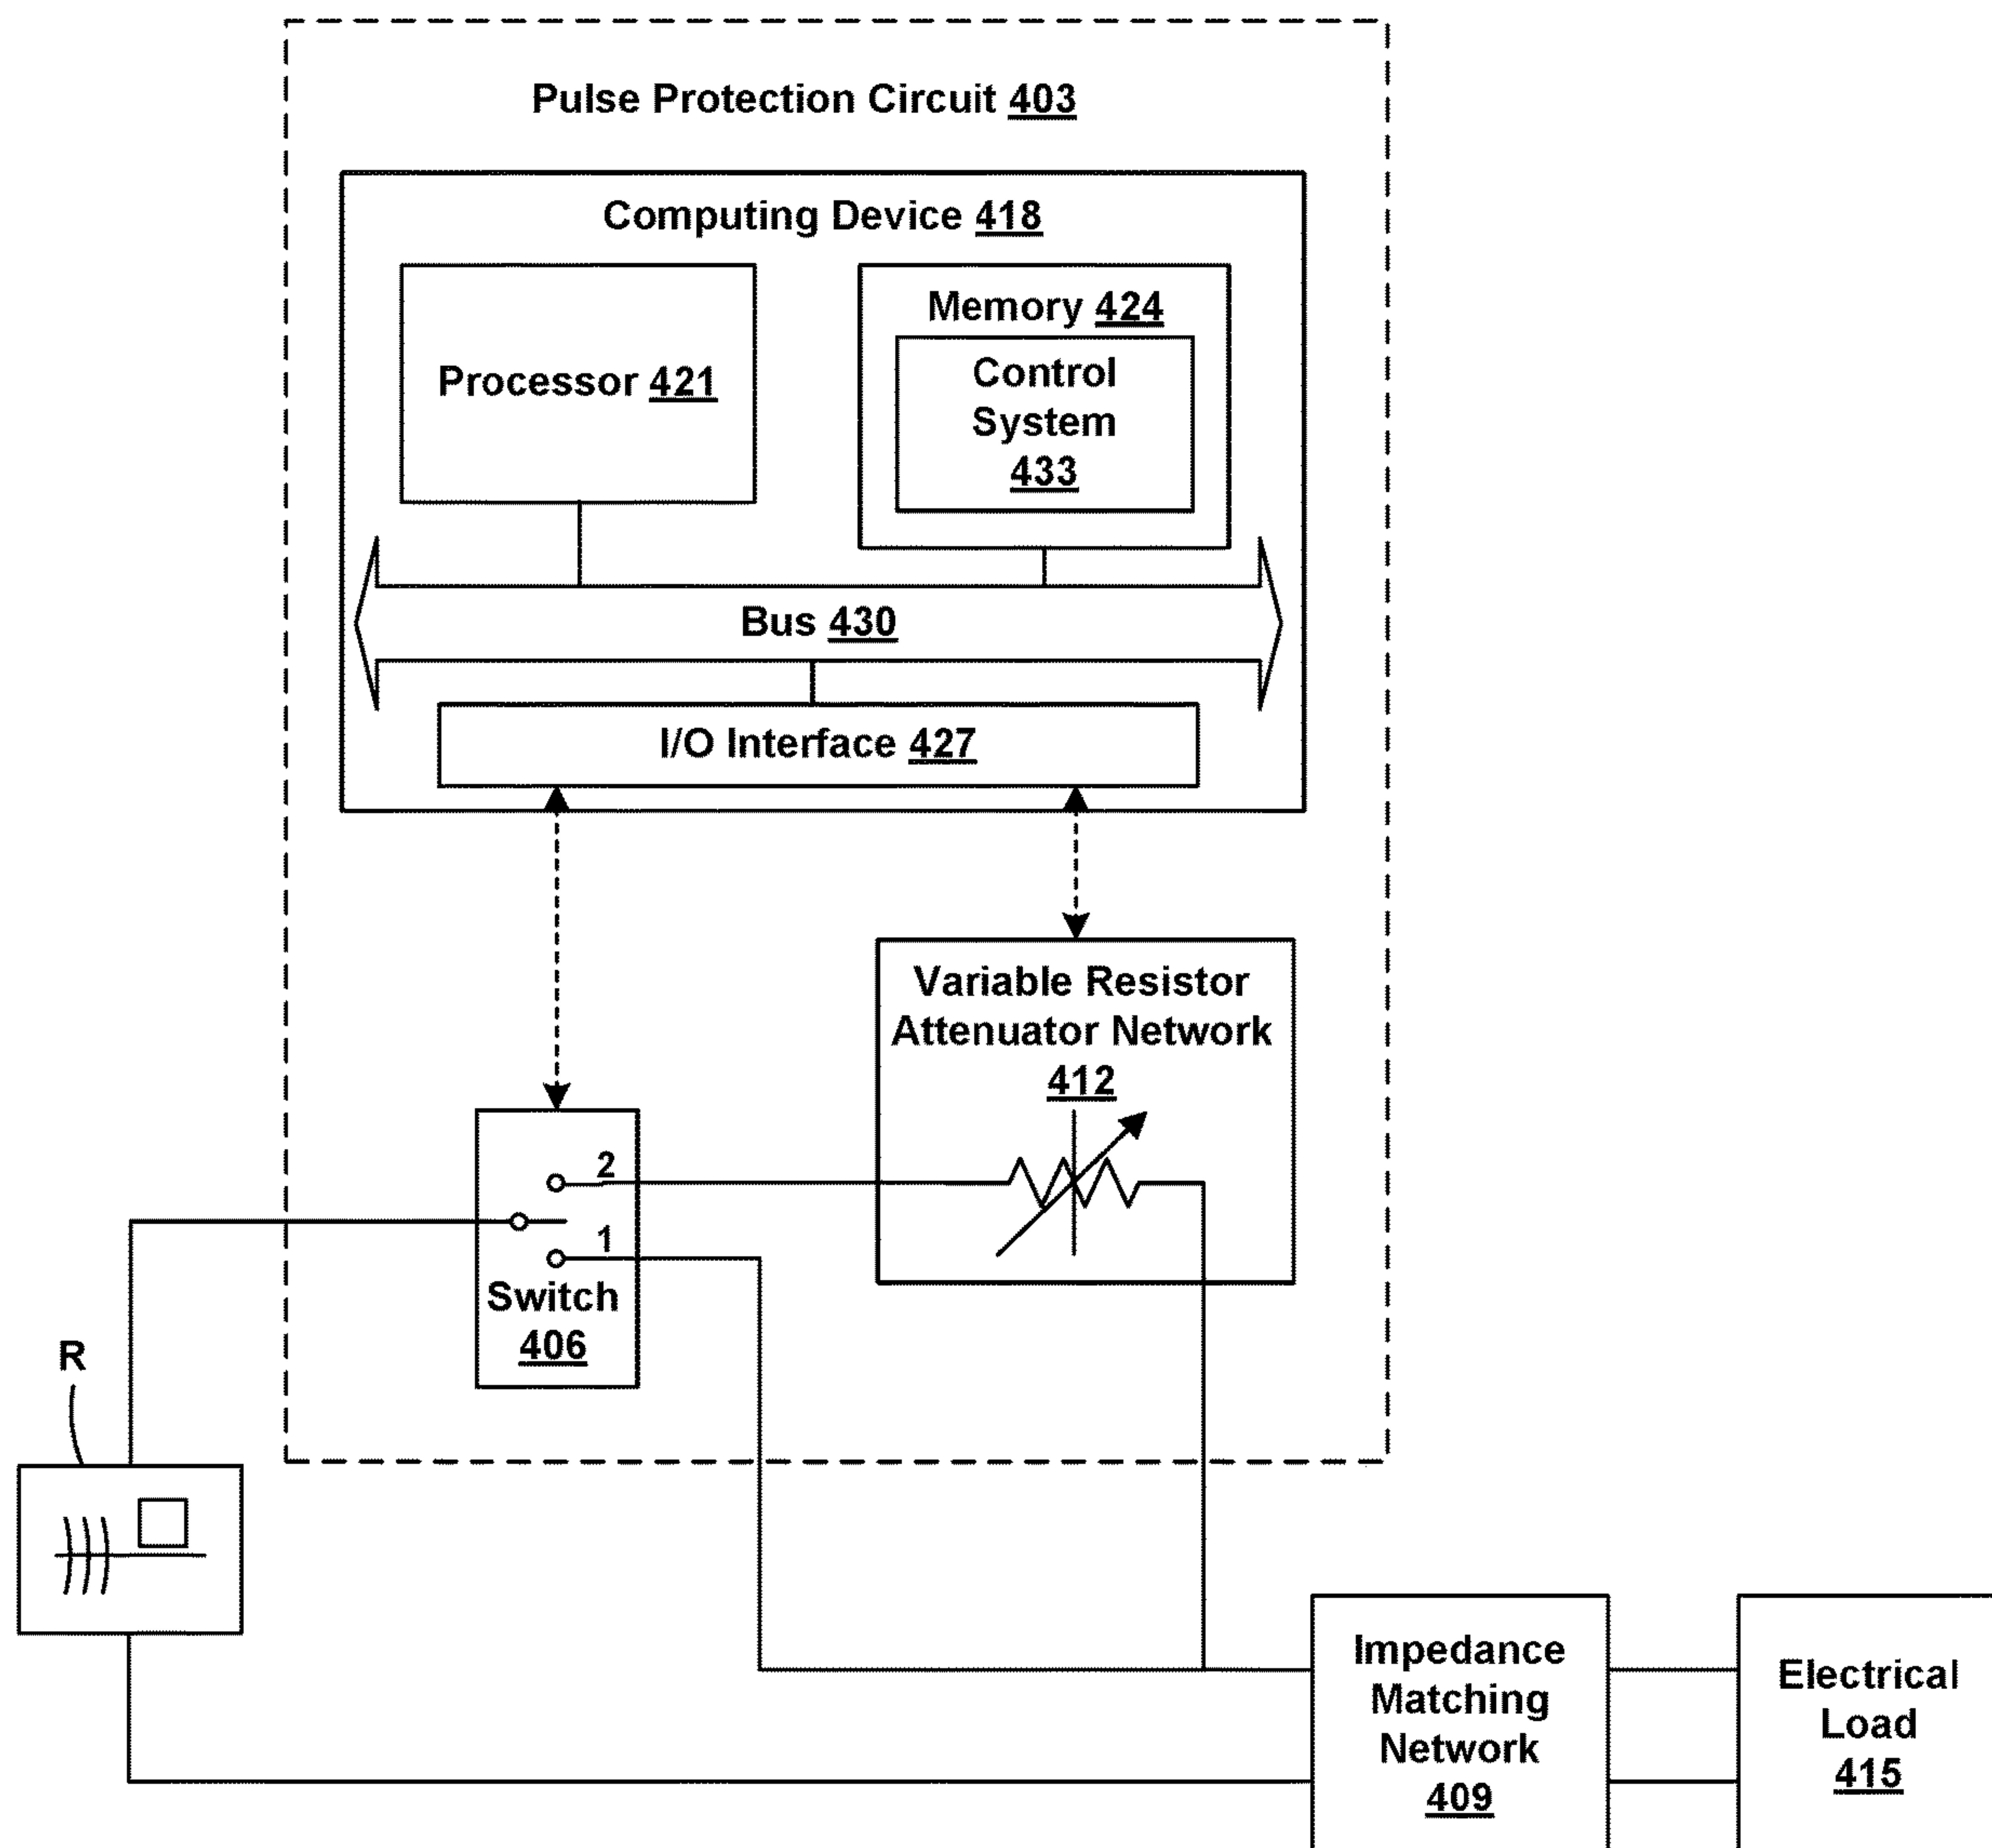 Pulse Protection Circuit 403
Computing Device 418
Processor 421
Memory 424
Control
System
433
Bus 430
I/O Interface 427
Variable Resistor
Attenuator Network
412
2
1
Switch
406
R
Impedance
Matching
Network
409
Electrical
Load
415